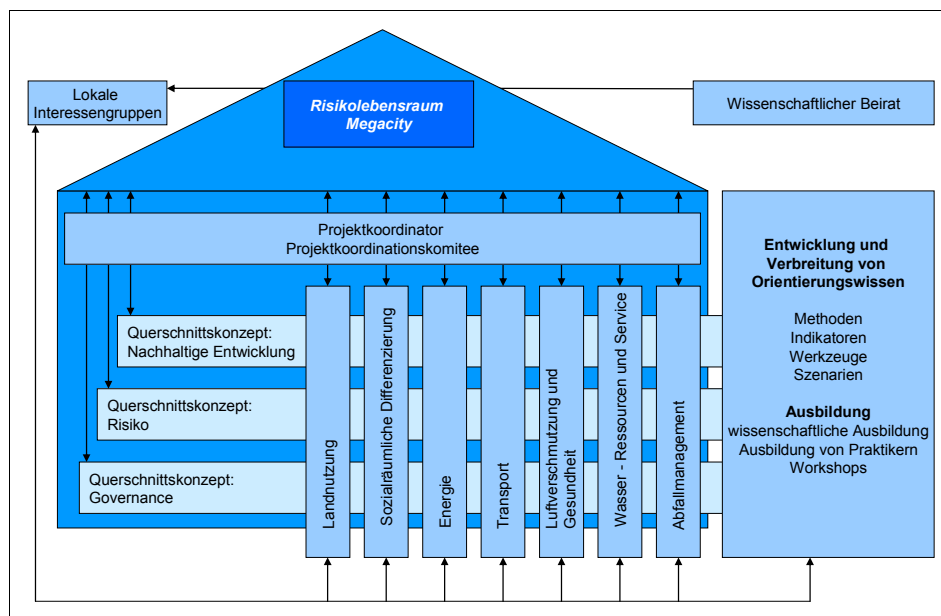 Lokale
Interessengruppen
Risikolebensraum
Megacity
Wissenschaftlicher Beirat
Projektkoordinator
Projektkoordinationskomitee
Querschnittskonzept:
Nachhaltige Entwicklung
Querschnittskonzept:
Risiko
Querschnittskonzept:
Governance
Landnutzung
Sozialräumliche Differenzierung
Energie
Transport
Luftverschmutzung und
Gesundheit
Wasser - Ressourcen und Service
Abfallmanagement
Entwicklung und
Verbreitung von
Orientierungswissen
Methoden
Indikatoren
Werkzeuge
Szenarien
Ausbildung
wissenschaftliche Ausbildung
Ausbildung von Praktikern
Workshops